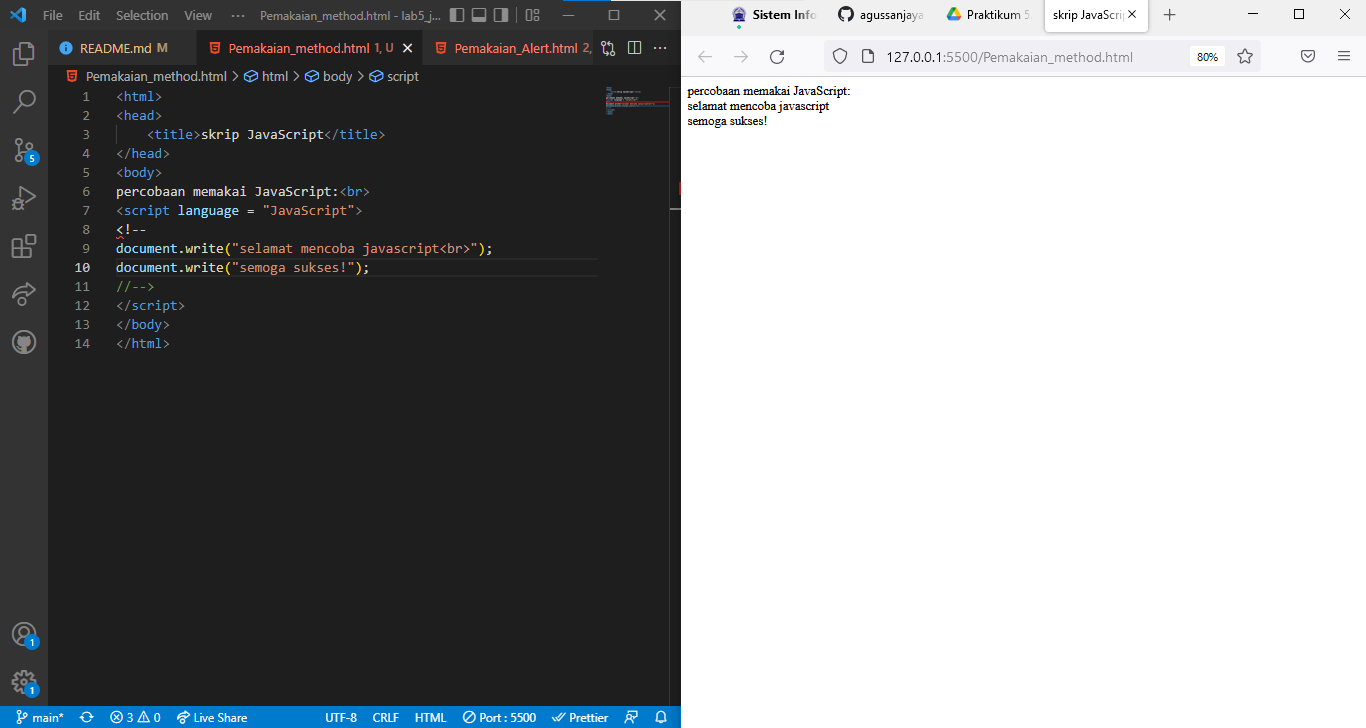 File Edit Selection View ··· Pemakaian_method.html - lab5_j...
README.md M Pemakaian_method.html 1, U Pemakaian_Alert.html 2, ···
Pemakaian_method.html > html > body > script
1 <html>
2 <head>
3 <title>skrip JavaScript</title>
4 </head>
5 <body>
6 percobaan memakai JavaScript:<br>
7 <script language = "JavaScript">
8 <!--
9 document.write("selamat mencoba javascript<br>");
10 document.write("semoga sukses!");
11 //-->
12 </script>
13 </body>
14 </html>
5
1
1
main* 3 0 Live Share UTF-8 CRLF HTML Port : 5500 Prettier
Sistem Info agussanjaya Praktikum 5 skrip JavaScrip
127.0.0.1:5500/Pemakaian_method.html 80%
percobaan memakai JavaScript:
selamat mencoba javascript
semoga sukses!